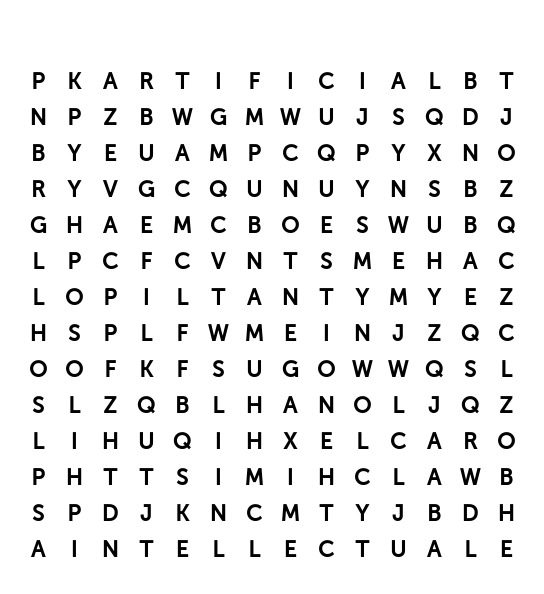 P K A R T I F I C I A L B T
N P Z B W G M W U J S Q D J
B Y E U A M P C Q P Y X N O
R Y V G C Q U N U Y N S B Z
G H A E M C B O E S W U B Q
L P C F C V N T S M E H A C
L O P I L T A N T Y M Y E Z
H S P L F W M E I N J Z Q C
O O F K F S U G O W W Q S L
S L Z Q B L H A N O L J Q Z
L I H U Q I H X E L C A R O
P H T T S I M I H C L A W B
S P D J K N C M T Y J B D H
A I N T E L L E C T U A L E